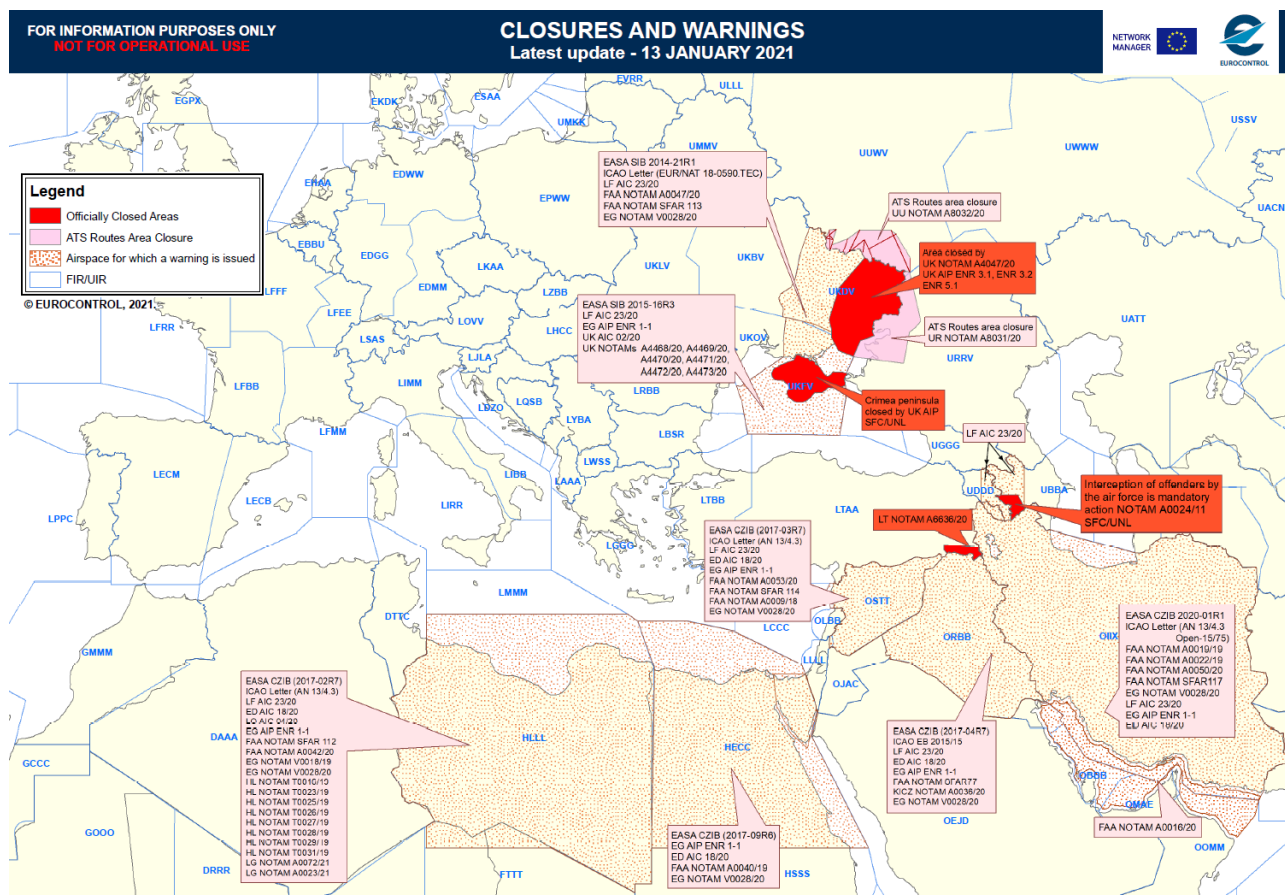 FOR INFORMATION PURPOSES ONLY
NOT FOR OPERATIONAL USE
CLOSURES AND WARNINGS
Latest update - 13 JANUARY 2021
NETWORK
MANAGER
EUROCONTROL
Legend
Officially Closed Areas
ATS Routes Area Closure
Airspace for which a warning is issued
FIR/UIR
© EUROCONTROL, 2021.
EASA SIB 2014-21R1
ICAO Letter (EUR/NAT 18-0590.TEC)
LF AIC 23/20
FAA NOTAM A0047/20
FAA NOTAM SFAR 113
EG NOTAM V0028/20
ATS Routes area closure
UU NOTAM A8032/20
Area closed by
UK NOTAM A4047/20
UK AIP ENR 3.1, ENR 3.2
ENR 5.1
EASA SIB 2015-16R3
LF AIC 23/20
EG AIP ENR 1-1
UK AIC 02/20
UK NOTAMs A4468/20, A4469/20,
A4470/20, A4471/20,
A4472/20, A4473/20
ATS Routes area closure
UR NOTAM A8031/20
Crimea peninsula
closed by UK AIP
SFC/UNL
LF AIC 23/20
Interception of offenders by
the air force is mandatory
action NOTAM A0024/11
SFC/UNL
LT NOTAM A6636/20
EASA CZIB (2017-03R7)
ICAO Letter (AN 13/4.3)
LF AIC 23/20
ED AIC 18/20
EG AIP ENR 1-1
FAA NOTAM A0053/20
FAA NOTAM SFAR 114
FAA NOTAM A0009/18
EG NOTAM V0028/20
EASA CZIB 2020-01R1
ICAO Letter (AN 13/4.3
Open-15/75)
FAA NOTAM A0019/19
FAA NOTAM A0022/19
FAA NOTAM A0050/20
FAA NOTAM SFAR117
EG NOTAM V0028/20
LF AIC 23/20
EG AIP ENR 1-1
ED AIC 18/20
EASA CZIB (2017-02R7)
ICAO Letter (AN 13/4.3)
LF AIC 23/20
ED AIC 18/20
AIC 04/20
EG AIP ENR 1-1
FAA NOTAM SFAR 112
FAA NOTAM A0042/20
EG NOTAM V0018/19
EG NOTAM V0028/20
HL NOTAM T0010/19
HL NOTAM T0023/19
HL NOTAM T0025/19
HL NOTAM T0026/19
HL NOTAM T0027/19
HL NOTAM T0028/19
HL NOTAM T0029/19
HL NOTAM T0031/19
LG NOTAM A0072/21
LG NOTAM A0023/21
EASA CZIB (2017-04R7)
ICAO EB 2015/15
LF AIC 23/20
ED AIC 18/20
EG AIP ENR 1-1
FAA NOTAM SFAR77
KICZ NOTAM A0036/20
EG NOTAM V0028/20
EASA CZIB (2017-09R6)
EG AIP ENR 1-1
ED AIC 18/20
FAA NOTAM A0040/19
EG NOTAM V0028/20
FAA NOTAM A0016/20
EGPX
EKDK
ESAA
EVRR
ULLL
UMKK
UMMV
UUWV
UWWW
USSV
UACN
EHAA
EDWW
EPWW
EBBU
EDGG
LKAA
UKLV
UKBV
UKDV
LFFF
LFEE
EDMM
LZBB
LFRR
LSAS
LOVV
LHCC
UKOV
UATT
LJLA
URRV
LFBB
LIMM
LDZO
LQSB
LRBB
UKFV
LYBA
LFMM
LBSR
UGGG
LECM
LIBB
LWSS
LAAA
UDDD
UBBA
LPPC
LECB
LIRR
LTBB
LTAA
LGGG
LMMM
OSTT
DTTC
LCCC
OLBB
ORBB
OIIX
GMMM
LLLL
OJAC
DAAA
HLLL
HECC
GCCC
OBBB
OMAE
OEJD
GOOO
OOMM
DRRR
FTTT
HSSS